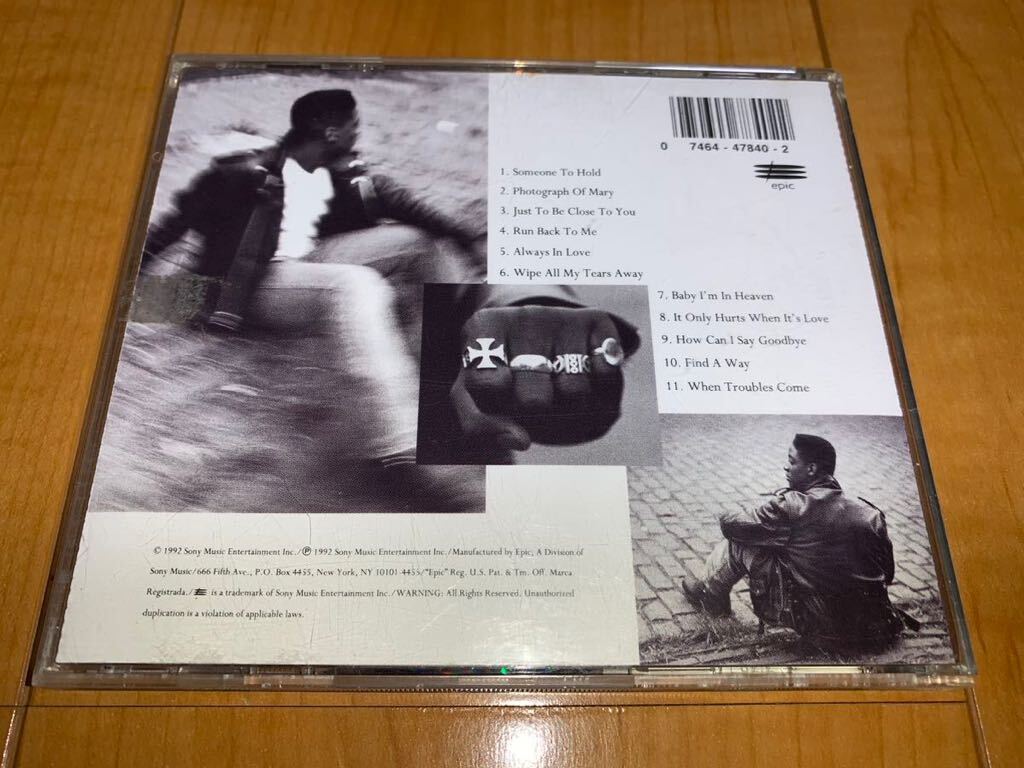 0 7464 - 47840 - 2
epic
1. Someone To Hold
2. Photograph Of Mary
3. Just To Be Close To You
4. Run Back To Me
5. Always In Love
6. Wipe All My Tears Away
7. Baby I'm In Heaven
8. It Only Hurts When It's Love
9. How Can I Say Goodbye
10. Find A Way
11. When Troubles Come
© 1992 Sony Music Entertainment Inc./℗ 1992 Sony Music Entertainment Inc./Manufactured by Epic, A Division of
Sony Music/666 Fifth Ave., P.O. Box 4455, New York, NY 10101-4455/"Epic" Reg. U.S. Pat. & Tm. Off. Marca
Registrada./ is a trademark of Sony Music Entertainment Inc./WARNING: All Rights Reserved. Unauthorized
duplication is a violation of applicable laws.